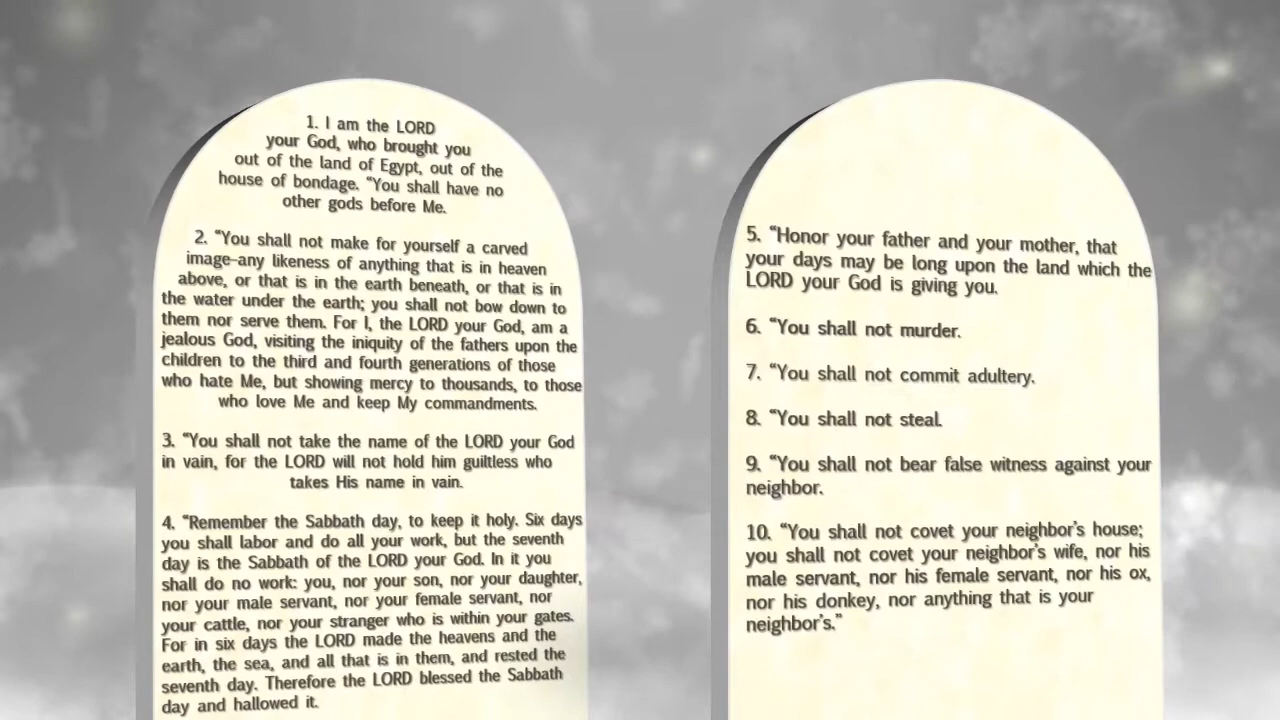 1. I am the LORD
your God, who brought you
out of the land of Egypt, out of the
house of bondage. “You shall have no
other gods before Me.
2. “You shall not make for yourself a carved
image-any likeness of anything that is in heaven
above, or that is in the earth beneath, or that is in
the water under the earth; you shall not bow down to
them nor serve them. For I, the LORD your God, am a
jealous God, visiting the iniquity of the fathers upon the
children to the third and fourth generations of those
who hate Me, but showing mercy to thousands, to those
who love Me and keep My commandments.
3. “You shall not take the name of the LORD your God
in vain, for the LORD will not hold him guiltless who
takes His name in vain.
4. “Remember the Sabbath day, to keep it holy. Six days
you shall labor and do all your work, but the seventh
day is the Sabbath of the LORD your God. In it you
shall do no work: you, nor your son, nor your daughter,
nor your male servant, nor your female servant, nor
your cattle, nor your stranger who is within your gates.
For in six days the LORD made the heavens and the
earth, the sea, and all that is in them, and rested the
seventh day. Therefore the LORD blessed the Sabbath
day and hallowed it.
5. “Honor your father and your mother, that
your days may be long upon the land which the
LORD your God is giving you.
6. “You shall not murder.
7. “You shall not commit adultery.
8. “You shall not steal.
9. “You shall not bear false witness against your
neighbor.
10. “You shall not covet your neighbor’s house;
you shall not covet your neighbor’s wife, nor his
male servant, nor his female servant, nor his ox,
nor his donkey, nor anything that is your
neighbor’s.”